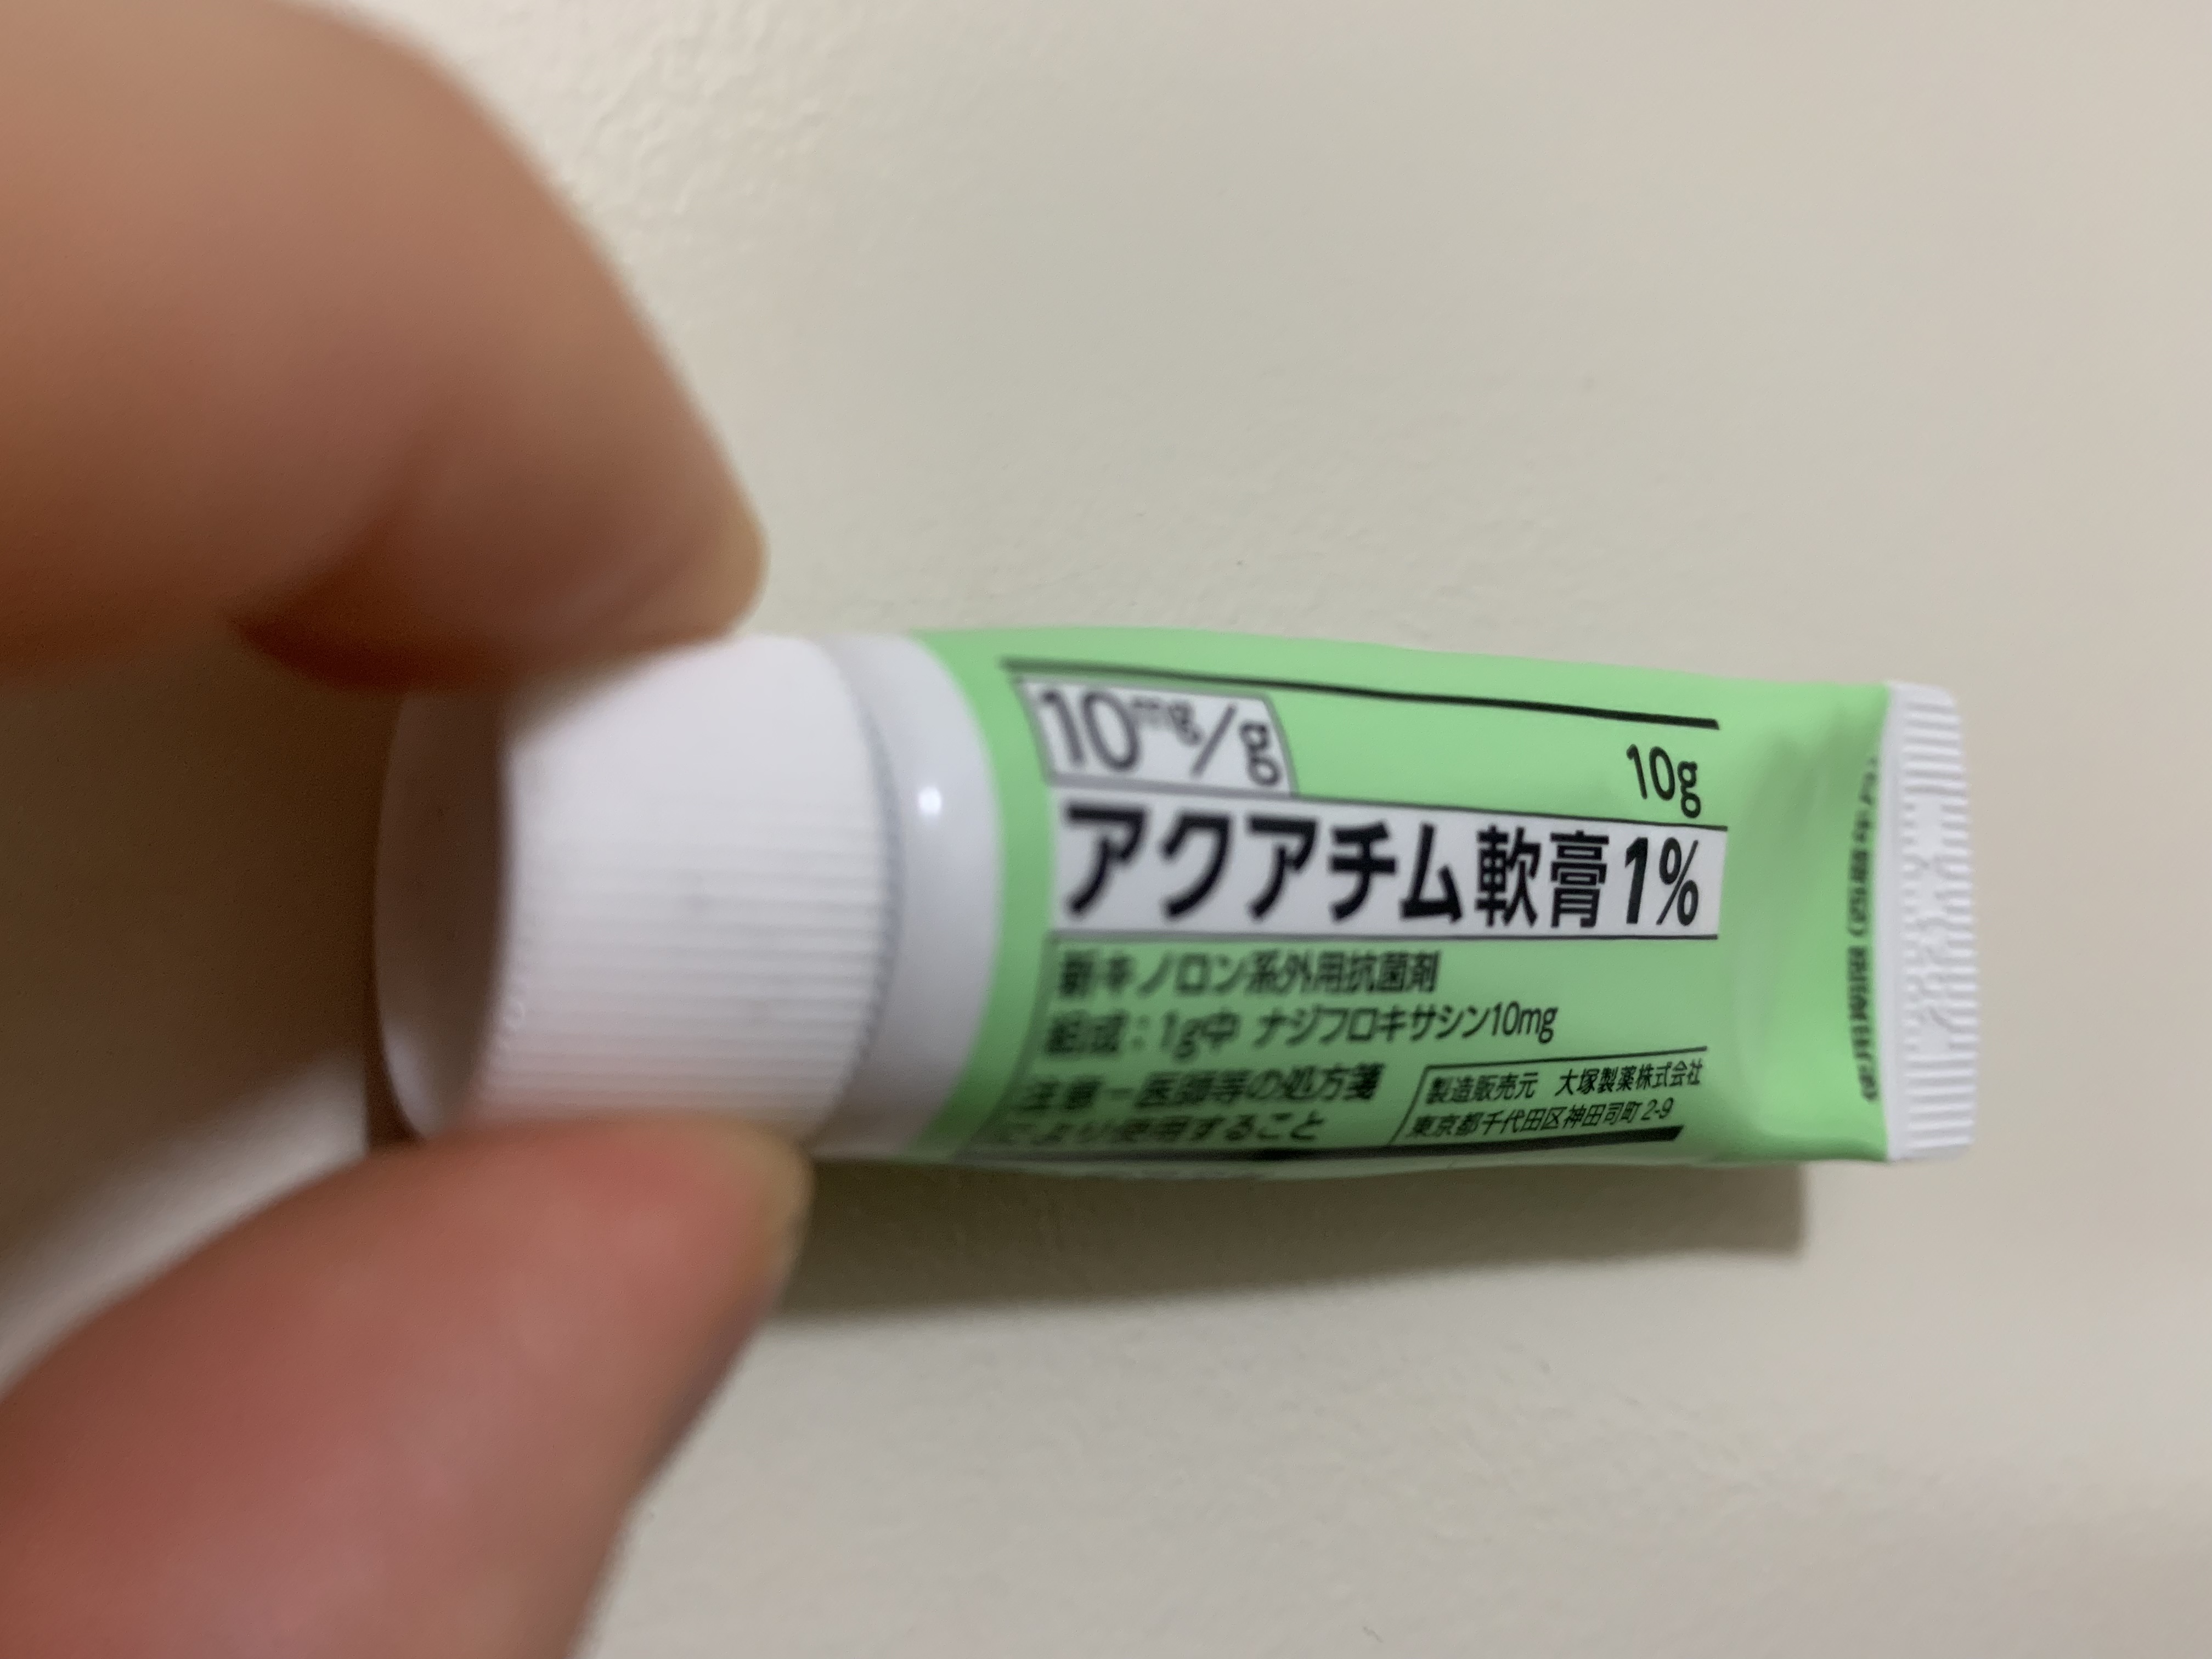 10mg/g
10g
アクアチム軟膏1%
新キノロン系外用抗菌剤
組成：1g中 ナジフロキサシン10mg
注意－医師等の処方箋
により使用すること
製造販売元 大塚製薬株式会社
東京都千代田区神田司町2-9